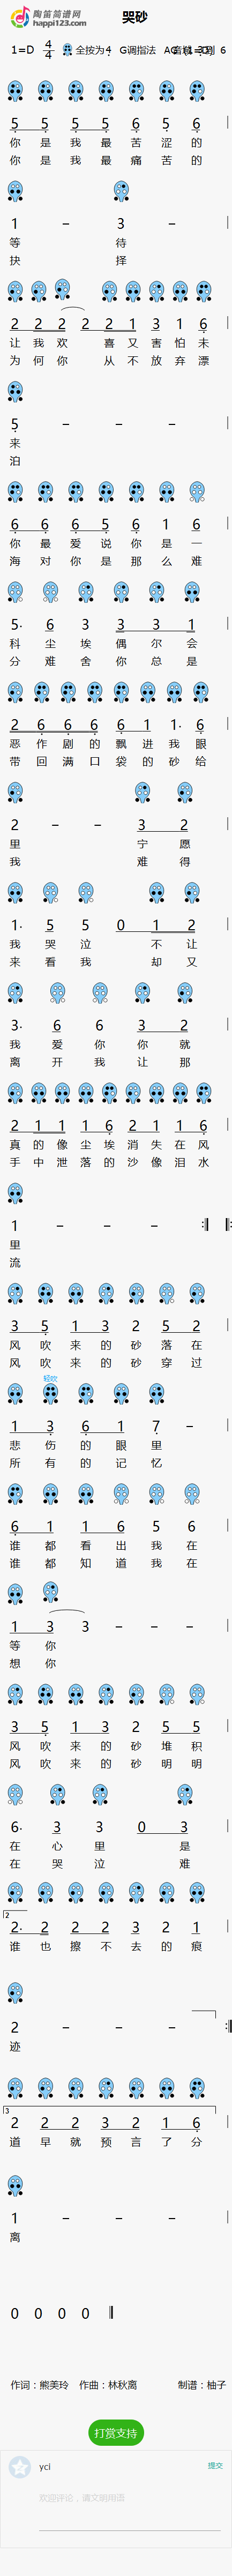 陶笛简谱网
happi123.com
哭砂
1=D 4/4 全按为4 G调指法
5 5 5 5 6 5 6
你 是 我 最 苦 涩 的
你 是 我 最 痛 苦 的
1 – 3 –
等 待
抉 择
2 2 2 2 2 1 3 1 6
让 我 欢 喜 又 害 怕 未
为 何 你 从 不 放 弃 漂
5 – – –
来
泊
6 6 6 5 6 1 6
你 最 爱 说 你 是 一
海 对 你 是 那 么 难
5· 6 3 3 3 1
科 尘 埃 偶 尔 会
分 难 舍 你 总 是
2 6 6 6 6 1 1· 6
恶 作 剧 的 飘 进 我 眼
带 回 满 口 袋 的 砂 给
2 – – 3 2
里 宁 愿
我 难 得
1· 5 5 0 1 2
我 哭 泣 不 让
来 看 我 却 又
3· 6 6 3 2
我 爱 你 你 就
离 开 我 让 那
2 1 1 1 6 2 1 1 6
真 的 像 尘 埃 消 失 在 风
手 中 泄 落 的 沙 像 泪 水
1 – – –
里
流
3 5 1 3 2 5 2
风 吹 来 的 砂 落 在
风 吹 来 的 砂 穿 过
轻吹
1 3 6 1 7 –
悲 伤 的 眼 里
所 有 的 记 忆
6 1 1 6 5 6
谁 都 看 出 我 在
谁 都 知 道 我 在
1 3 3 – – –
等 你
想 你
3 5 1 3 2 5 5
风 吹 来 的 砂 堆 积
风 吹 来 的 砂 明 明
6· 3 3 0 3
在 心 里 是
在 哭 泣 难
2
2· 2 2 2 3 2 1
谁 也 擦 不 去 的 痕
2 – – –
迹
3
2 2 2 3 2 1 6
道 早 就 预 言 了 分
1 – – –
离
0 0 0 0
作词：熊美玲 作曲：林秋离 制谱：柚子
打赏支持
yci 提交
欢迎评论，请文明用语